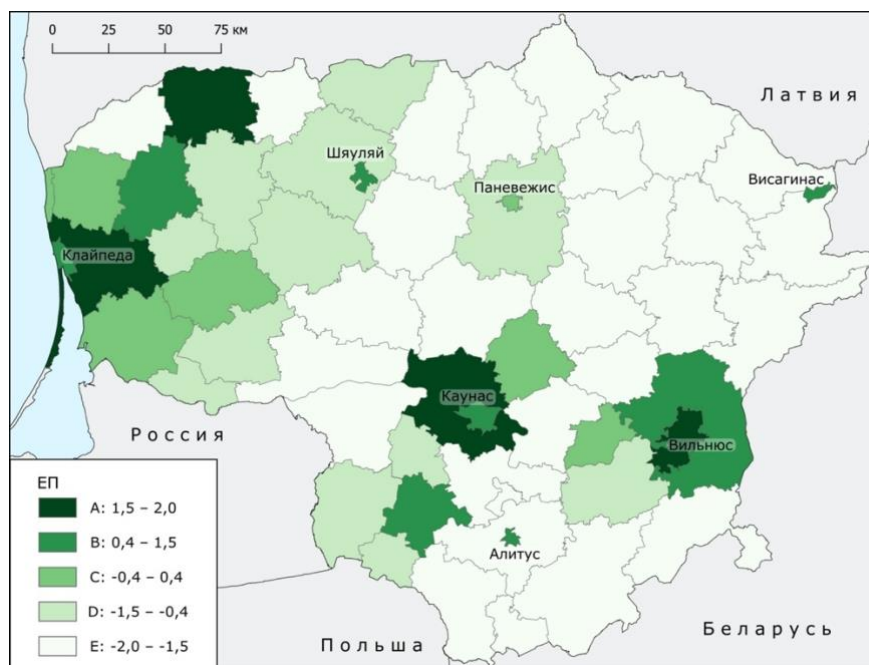 0 25 50 75 км
Латвия
Шяуляй
Паневежис
Висагинас
Клайпеда
Каунас
Вильнюс
Россия
Алитус
Польша
Беларусь
ЕП
A: 1,5 – 2,0
B: 0,4 – 1,5
C: -0,4 – 0,4
D: -1,5 – -0,4
E: -2,0 – -1,5